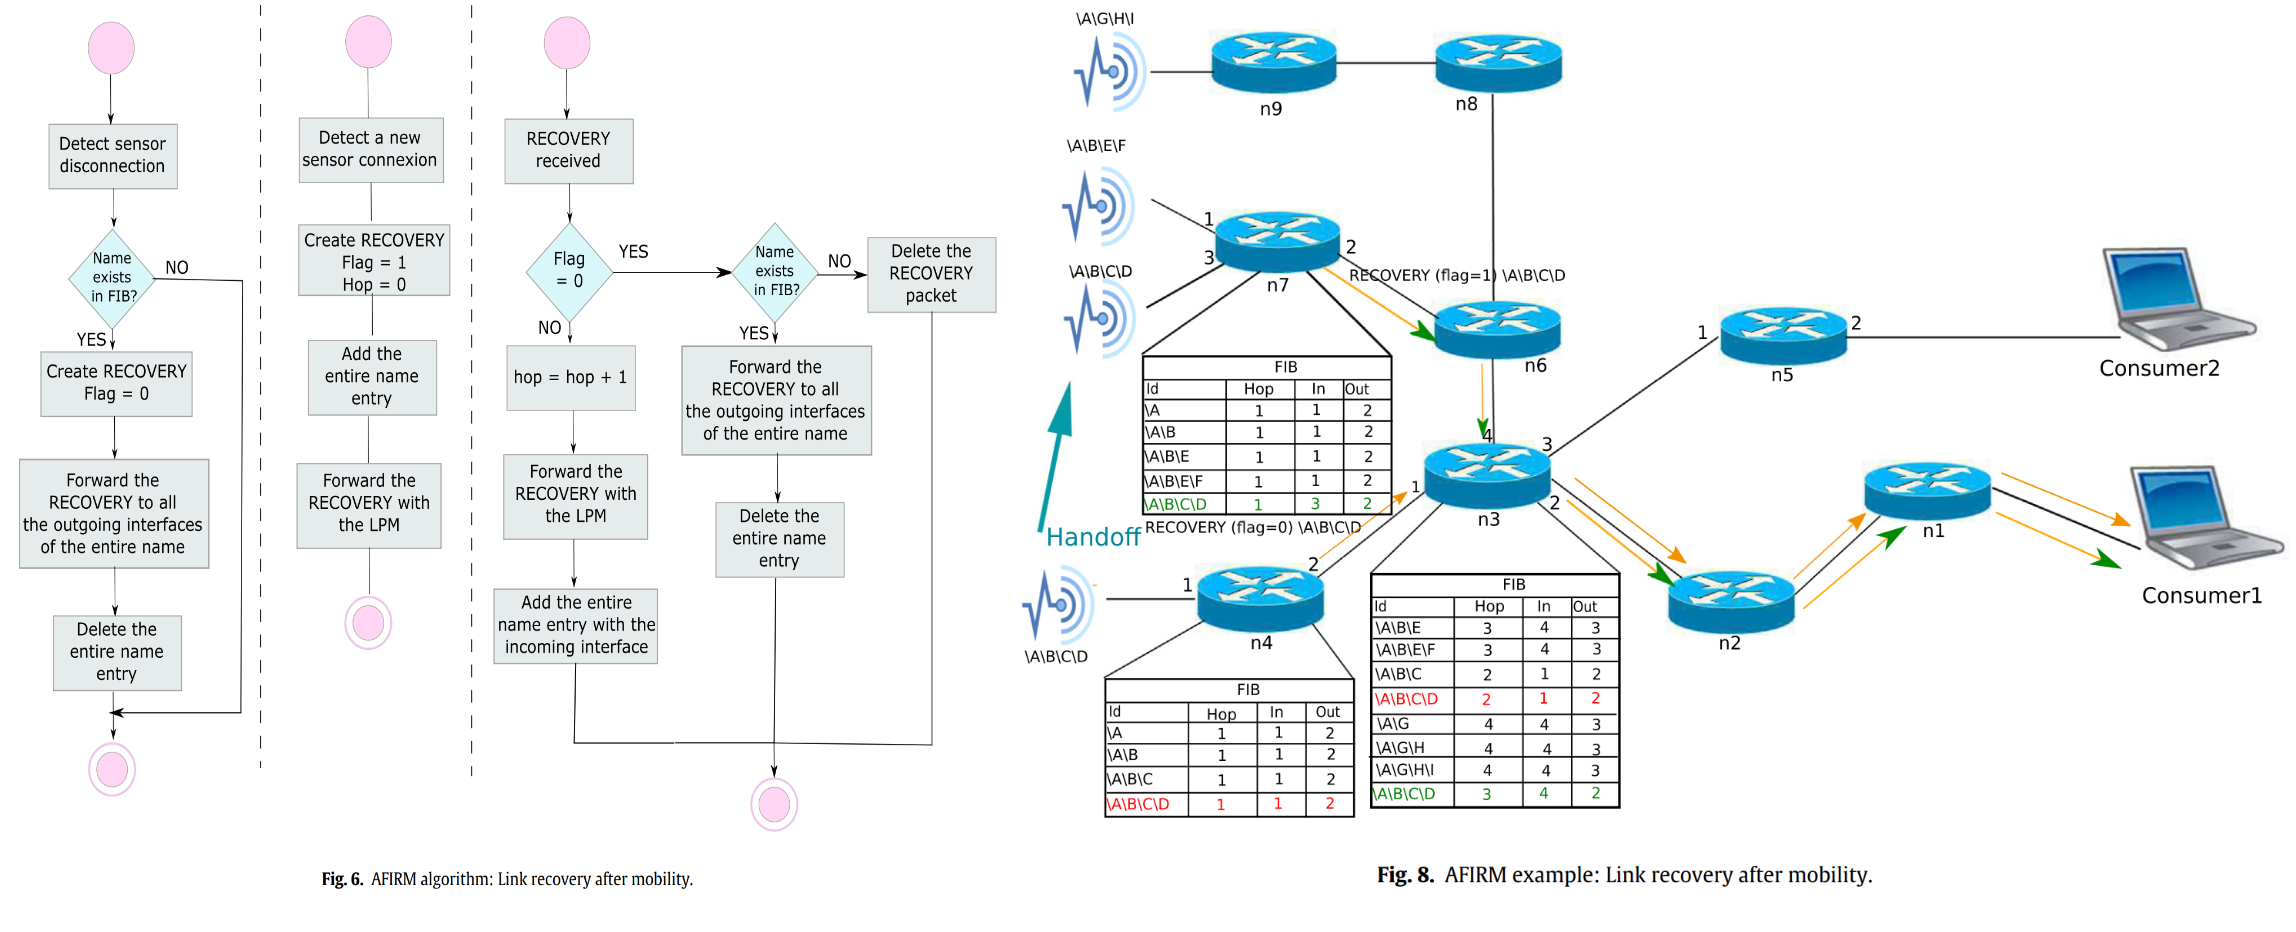 Detect sensor
disconnection
Name
exists
in FIB?
NO
YES
Create RECOVERY
Flag = 0
Forward the
RECOVERY to all
the outgoing interfaces
of the entire name
Delete the
entire name
entry
Detect a new
sensor connexion
Create RECOVERY
Flag = 1
Hop = 0
Add the
entire name
entry
Forward the
RECOVERY with
the LPM
RECOVERY
received
Flag
= 0
YES
NO
hop = hop + 1
Forward the
RECOVERY with
the LPM
Add the entire
name entry with the
incoming interface
Name
exists
in FIB?
NO
YES
Delete the
RECOVERY
packet
Forward the
RECOVERY to all
the outgoing interfaces
of the entire name
Delete the
entire name
entry
Fig. 6. AFIRM algorithm: Link recovery after mobility.
\A\G\H\I
n9
n8
\A\B\E\F
1
3
2
\A\B\C\D
n7
RECOVERY (flag=1) \A\B\C\D
n6
FIB
Id Hop In Out
\A 1 1 2
\A\B 1 1 2
\A\B\E 1 1 2
\A\B\E\F 1 1 2
\A\B\C\D 1 3 2
Handoff
RECOVERY (flag=0) \A\B\C\D
1
2
n5
Consumer2
4
3
1
2
n3
n1
Consumer1
n2
1
2
n4
\A\B\C\D
FIB
Id Hop In Out
\A 1 1 2
\A\B 1 1 2
\A\B\C 1 1 2
\A\B\C\D 1 1 2
FIB
Id Hop In Out
\A\B\E 3 4 3
\A\B\E\F 3 4 3
\A\B\C 2 1 2
\A\B\C\D 2 1 2
\A\G 4 4 3
\A\G\H 4 4 3
\A\G\H\I 4 4 3
\A\B\C\D 3 4 2
Fig. 8. AFIRM example: Link recovery after mobility.